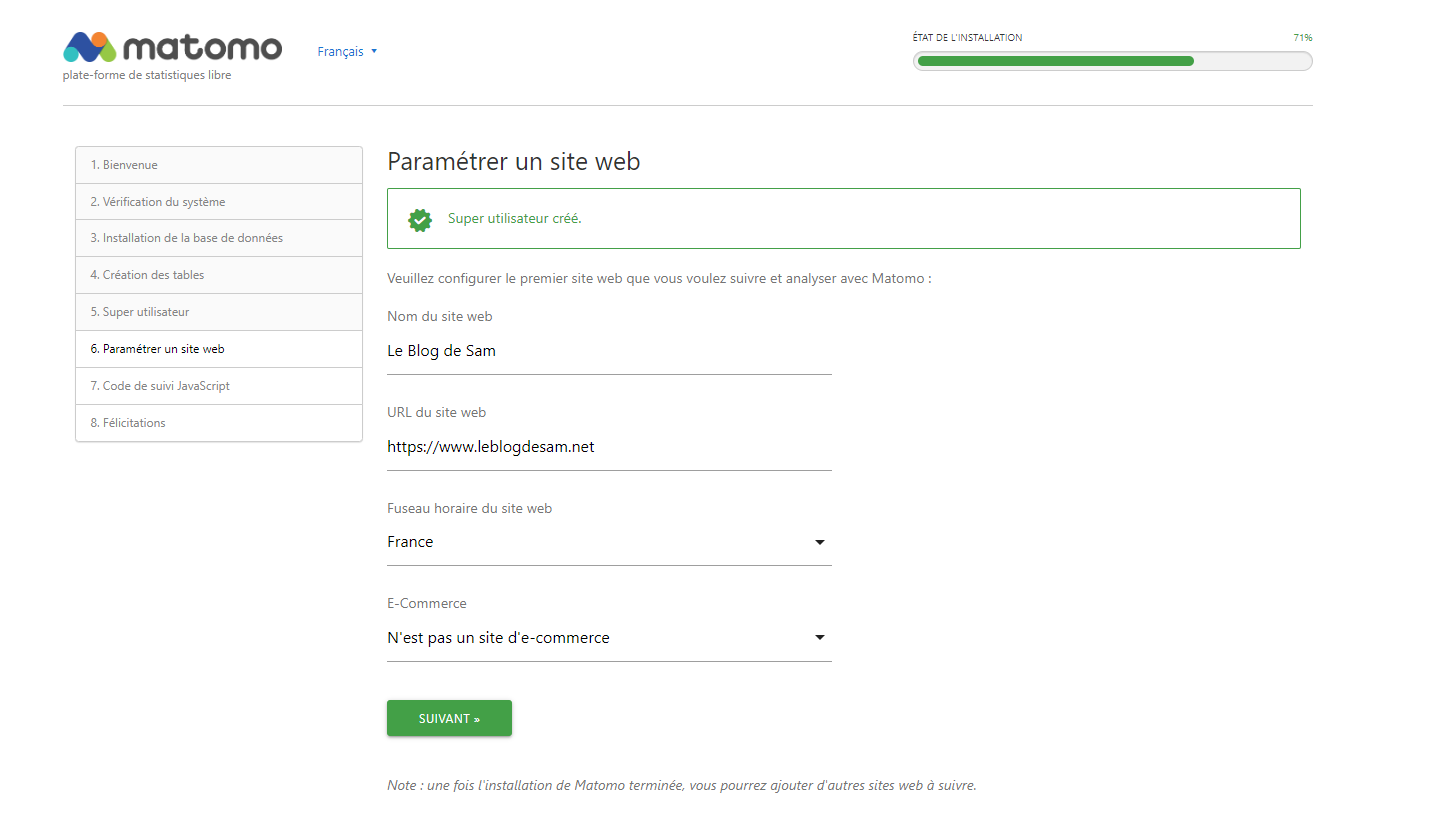 matomo
plate-forme de statistiques libre
Français
ÉTAT DE L'INSTALLATION 71%
1. Bienvenue
2. Vérification du système
3. Installation de la base de données
4. Création des tables
5. Super utilisateur
6. Paramétrer un site web
7. Code de suivi JavaScript
8. Félicitations
Paramétrer un site web
Super utilisateur créé.
Veuillez configurer le premier site web que vous voulez suivre et analyser avec Matomo :
Nom du site web
Le Blog de Sam
URL du site web
https://www.leblogdesam.net
Fuseau horaire du site web
France
E-Commerce
N'est pas un site d'e-commerce
SUIVANT »
Note : une fois l'installation de Matomo terminée, vous pourrez ajouter d'autres sites web à suivre.